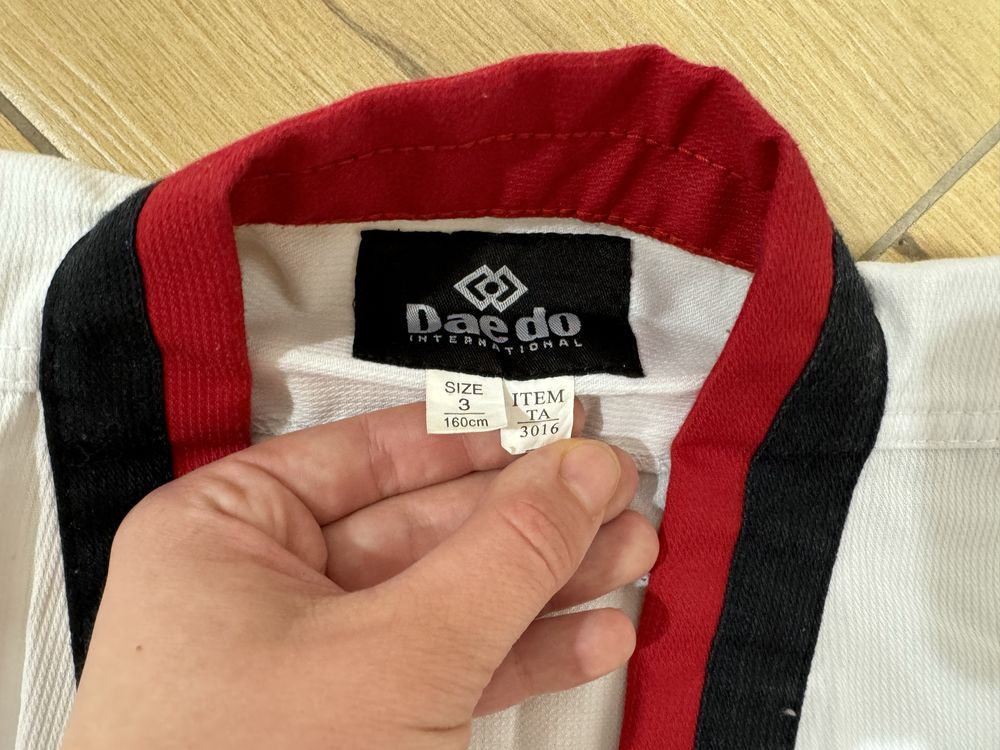 Daedo
INTERNATIONAL
SIZE
3
160cm
ITEM
TA
3016